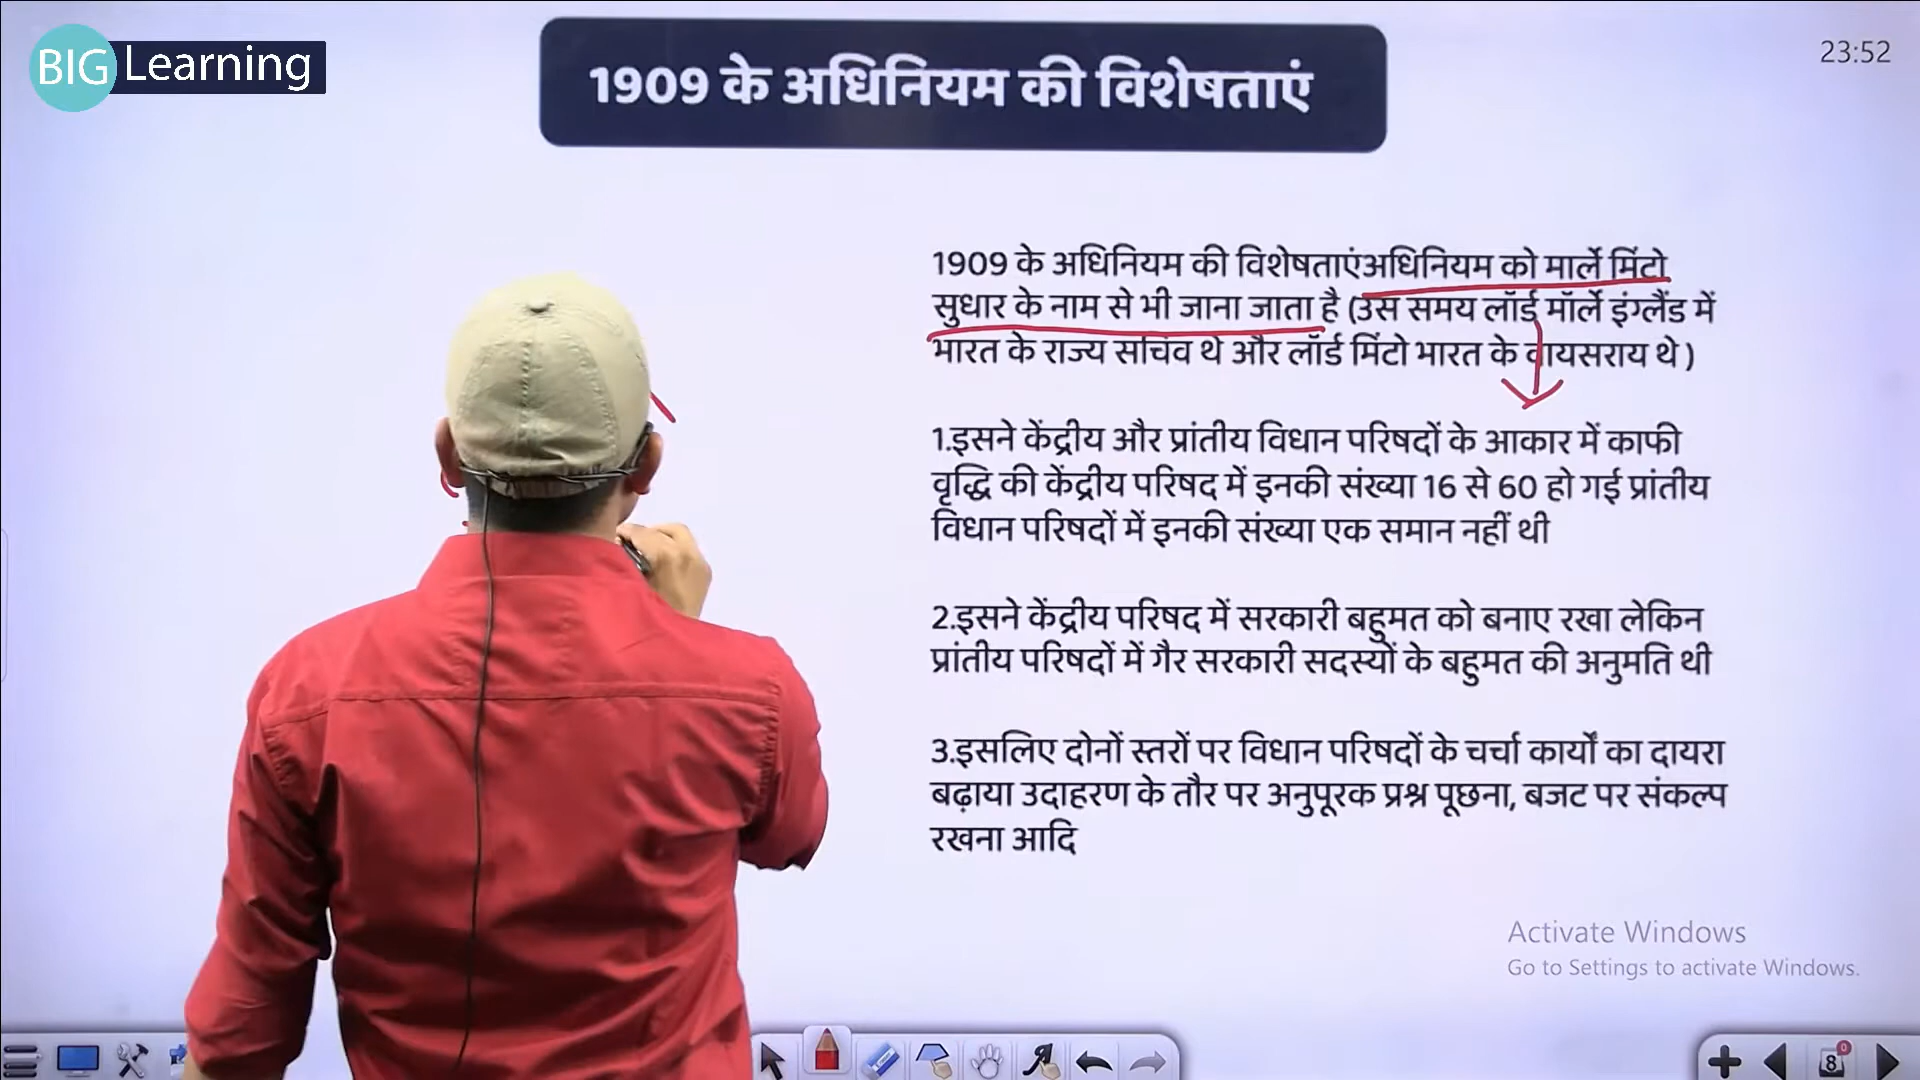 BIG Learning
23:52
1909 के अधिनियम की विशेषताएं
1909 के अधिनियम की विशेषताएंअधिनियम को मार्ले मिंटो
सुधार के नाम से भी जाना जाता है (उस समय लॉर्ड मॉर्ले इंग्लैंड में
भारत के राज्य सचिव थे और लॉर्ड मिंटो भारत के वायसराय थे )
1.इसने केंद्रीय और प्रांतीय विधान परिषदों के आकार में काफी
वृद्धि की केंद्रीय परिषद में इनकी संख्या 16 से 60 हो गई प्रांतीय
विधान परिषदों में इनकी संख्या एक समान नहीं थी
2.इसने केंद्रीय परिषद में सरकारी बहुमत को बनाए रखा लेकिन
प्रांतीय परिषदों में गैर सरकारी सदस्यों के बहुमत की अनुमति थी
3.इसलिए दोनों स्तरों पर विधान परिषदों के चर्चा कार्यों का दायरा
बढ़ाया उदाहरण के तौर पर अनुपूरक प्रश्न पूछना, बजट पर संकल्प
रखना आदि
Activate Windows
Go to Settings to activate Windows.
8
0